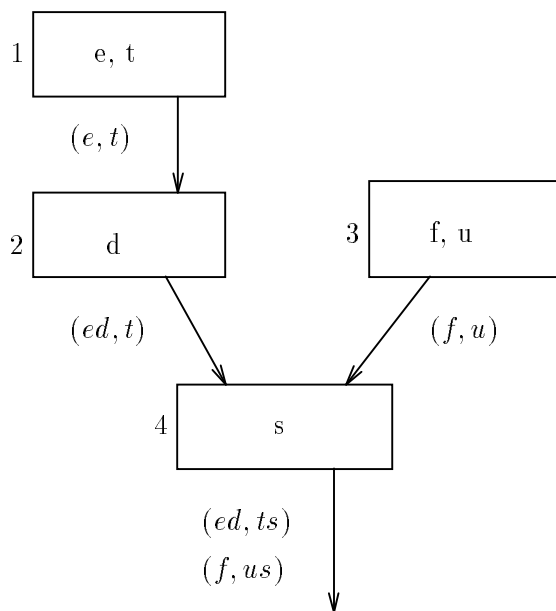 1
e, t
(e, t)
2
d
3
f, u
(ed, t)
(f, u)
4
s
(ed, ts)
(f, us)